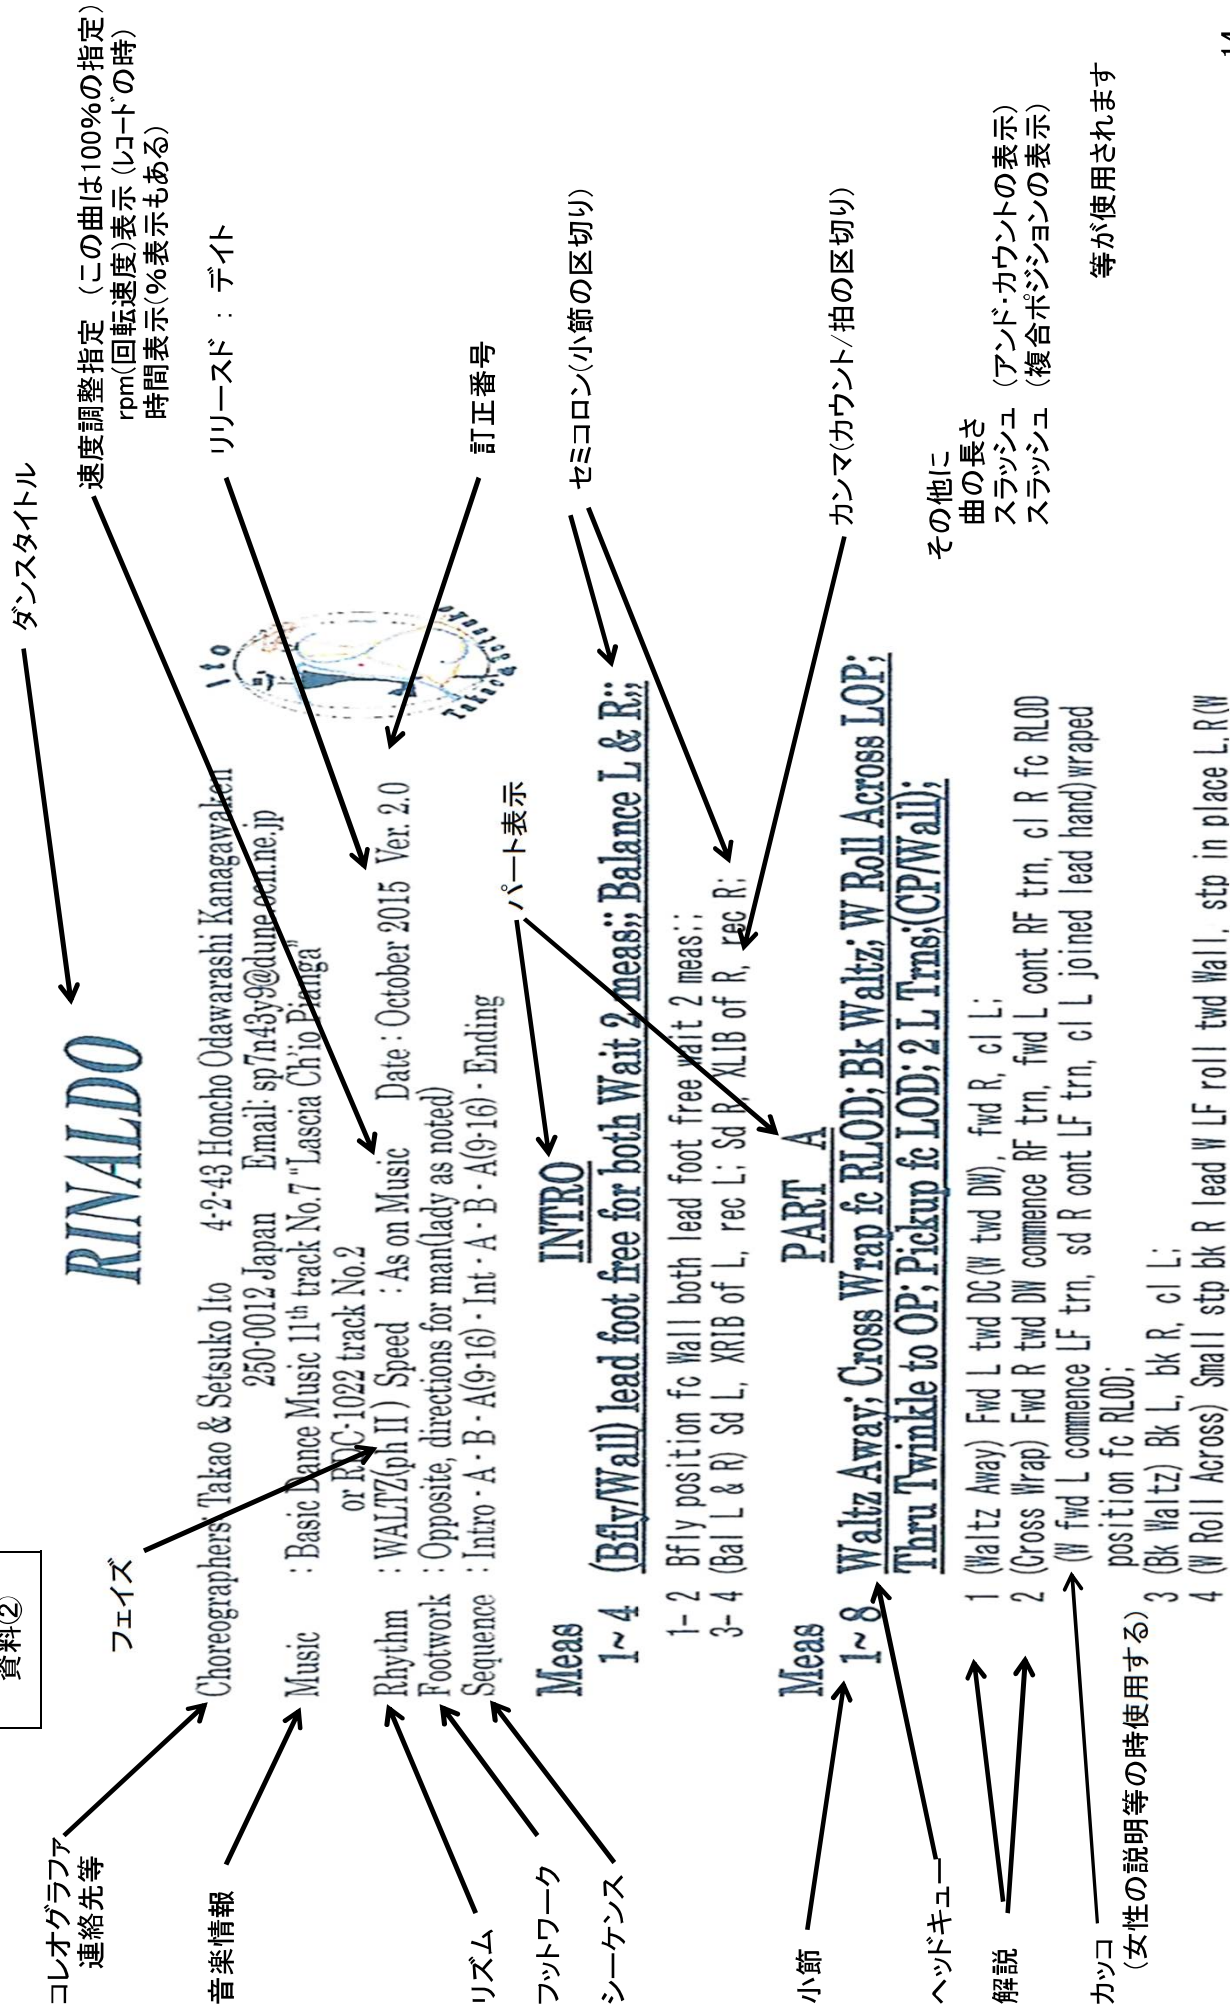 資料②
ダンスタイトル
コレオグラファ
連絡先等
フェイズ
速度調整指定 (この曲は100%の指定)
rpm(回転速度)表示 (レコードの時)
時間表示(%表示もある)
RINALDO
Choreographers: Takao & Setsuko Ito 4-2-43 Honcho Odawarashi Kanagawaken
250-0012 Japan Email sp7n43y9@dune.ocn.ne.jp
Ito
Takao &
音楽情報
リリースド : デイト
Music : Basic Dance Music 11th track No.7 "Lascia Ch'io Pianga"
or RDC-1022 track No.2
リズム
訂正番号
Rhythm : WALTZ(ph II) Speed : As on Music Date : October 2015 Ver. 2.0
フットワーク
Footwork : Opposite, directions for man(lady as noted)
シーケンス
Sequence : Intro - A - B - A(9-16) - Int - A - B - A(9-16) - Ending
パート表示
セミコロン(小節の区切り)
Meas INTRO
1~4 (Bfly/Wall) lead foot free for both Wait 2 meas;; Balance L & R;;
1- 2 Bfly position fc Wall both lead foot free wait 2 meas;;
3- 4 (Bal L & R) Sd L, XRIB of L, rec L; Sd R, XLIB of R, rec R;
小節
カンマ(カウント/拍の区切り)
Meas PART A
1~8 Waltz Away; Cross Wrap fc RLOD; Bk Waltz; W Roll Across LOP;
Thru Twinkle to OP; Pickup fc LOD; 2 L Trns;(CP/Wall);
ヘッドキュー
解説
1 (Waltz Away) Fwd L twd DC(W twd DW), fwd R, cl L;
2 (Cross Wrap) Fwd R twd DW commence RF trn, fwd L cont RF trn, cl R fc RLOD
(W fwd L commence LF trn, sd R cont LF trn, cl L joined lead hand)wraped
position fc RLOD;
3 (Bk Waltz) Bk L, bk R, cl L;
4 (W Roll Across) Small stp bk R lead W LF roll twd Wall, stp in place L,R(W
カッコ
(女性の説明等の時使用する)
その他に
曲の長さ
スラッシュ (アンド・カウントの表示)
スラッシュ (複合ポジションの表示)
等が使用されます
14